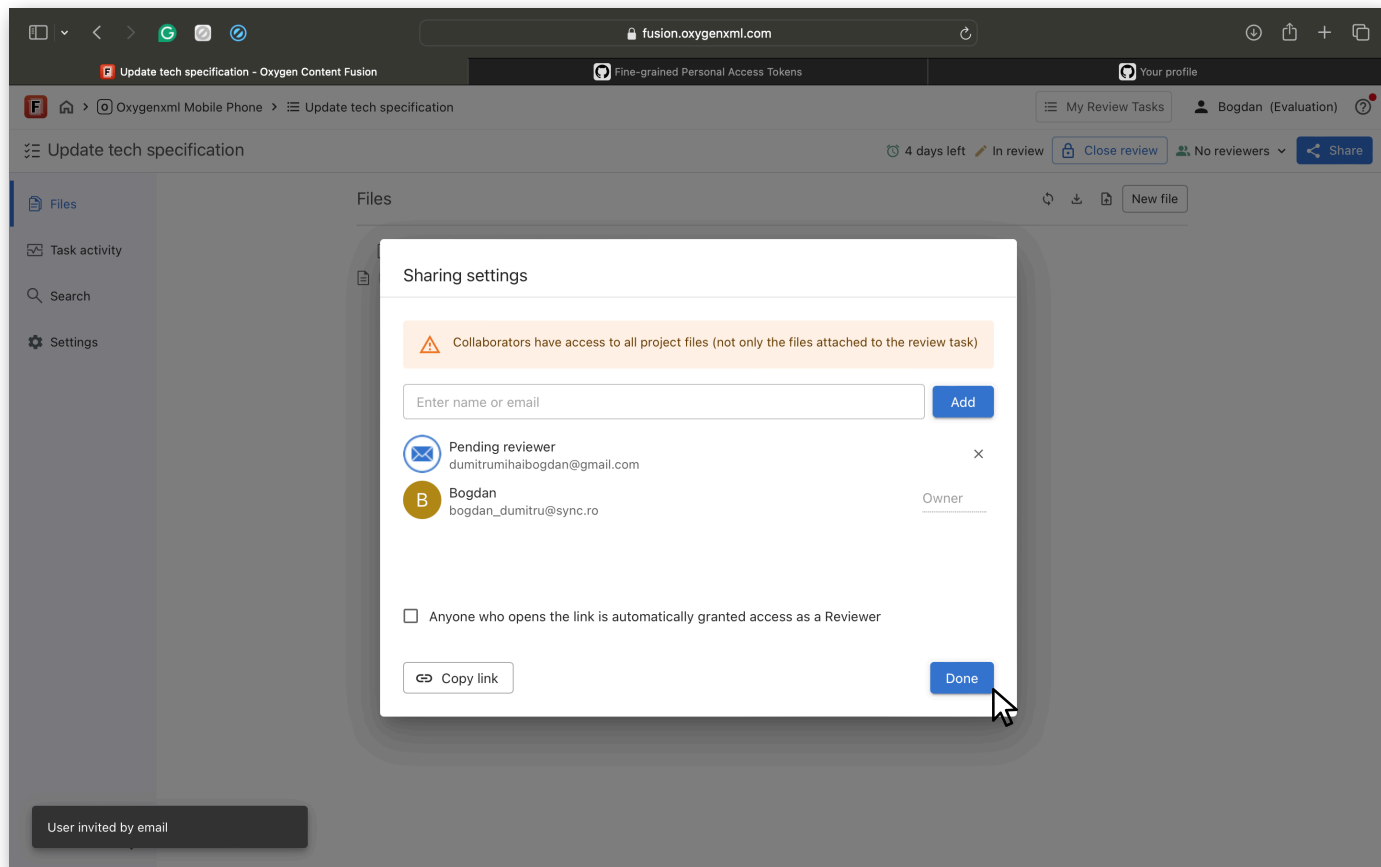 fusion.oxygenxml.com
Update tech specification - Oxygen Content Fusion
Fine-grained Personal Access Tokens
Your profile
Oxygenxml Mobile Phone
Update tech specification
My Review Tasks
Bogdan (Evaluation)
Update tech specification
4 days left
In review
Close review
No reviewers
Share
Files
Task activity
Search
Settings
Files
New file
Sharing settings
Collaborators have access to all project files (not only the files attached to the review task)
Enter name or email
Add
Pending reviewer
dumitrumihaibogdan@gmail.com
B
Bogdan
bogdan_dumitru@sync.ro
Owner
Anyone who opens the link is automatically granted access as a Reviewer
Copy link
Done
User invited by email